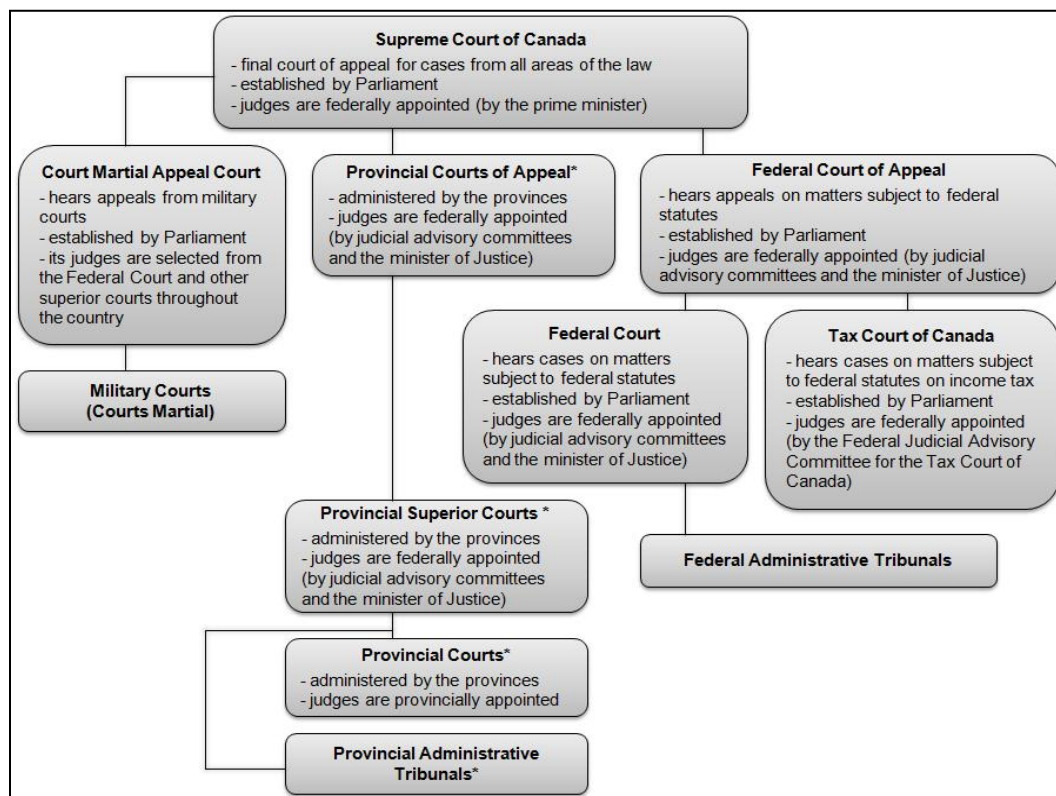 Supreme Court of Canada
- final court of appeal for cases from all areas of the law
- established by Parliament
- judges are federally appointed (by the prime minister)
Court Martial Appeal Court
- hears appeals from military
courts
- established by Parliament
- its judges are selected from
the Federal Court and other
superior courts throughout
the country
Military Courts
(Courts Martial)
Provincial Courts of Appeal*
- administered by the provinces
- judges are federally appointed
(by judicial advisory committees
and the minister of Justice)
Federal Court of Appeal
- hears appeals on matters subject to federal
statutes
- established by Parliament
- judges are federally appointed (by judicial
advisory committees and the minister of Justice)
Federal Court
- hears cases on matters
subject to federal statutes
- established by Parliament
- judges are federally appointed
(by judicial advisory committees
and the minister of Justice)
Tax Court of Canada
- hears cases on matters subject
to federal statutes on income tax
- established by Parliament
- judges are federally appointed
(by the Federal Judicial Advisory
Committee for the Tax Court of
Canada)
Provincial Superior Courts *
- administered by the provinces
- judges are federally appointed
(by judicial advisory committees
and the minister of Justice)
Federal Administrative Tribunals
Provincial Courts*
- administered by the provinces
- judges are provincially appointed
Provincial Administrative
Tribunals*